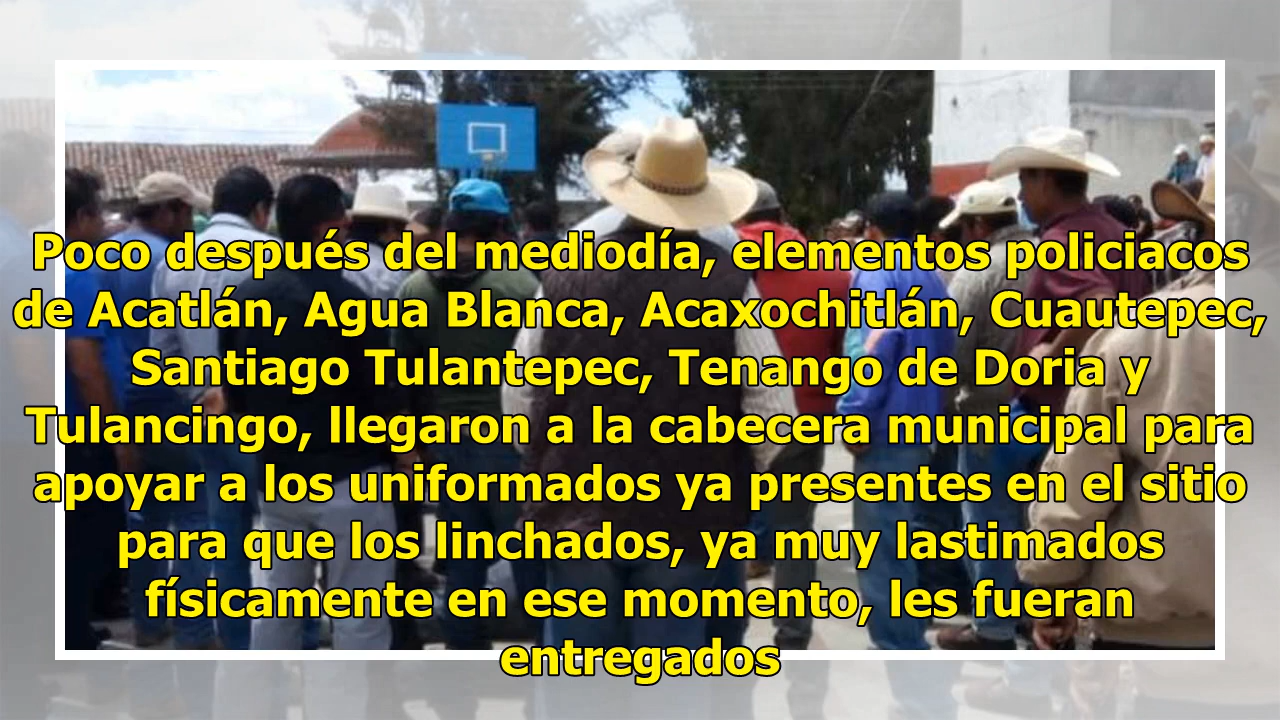 Poco después del mediodía, elementos policiacos
de Acatlán, Agua Blanca, Acaxochitlán, Cuautepec,
Santiago Tulantepec, Tenango de Doria y
Tulancingo, llegaron a la cabecera municipal para
apoyar a los uniformados ya presentes en el sitio
para que los linchados, ya muy lastimados
físicamente en ese momento, les fueran
entregados